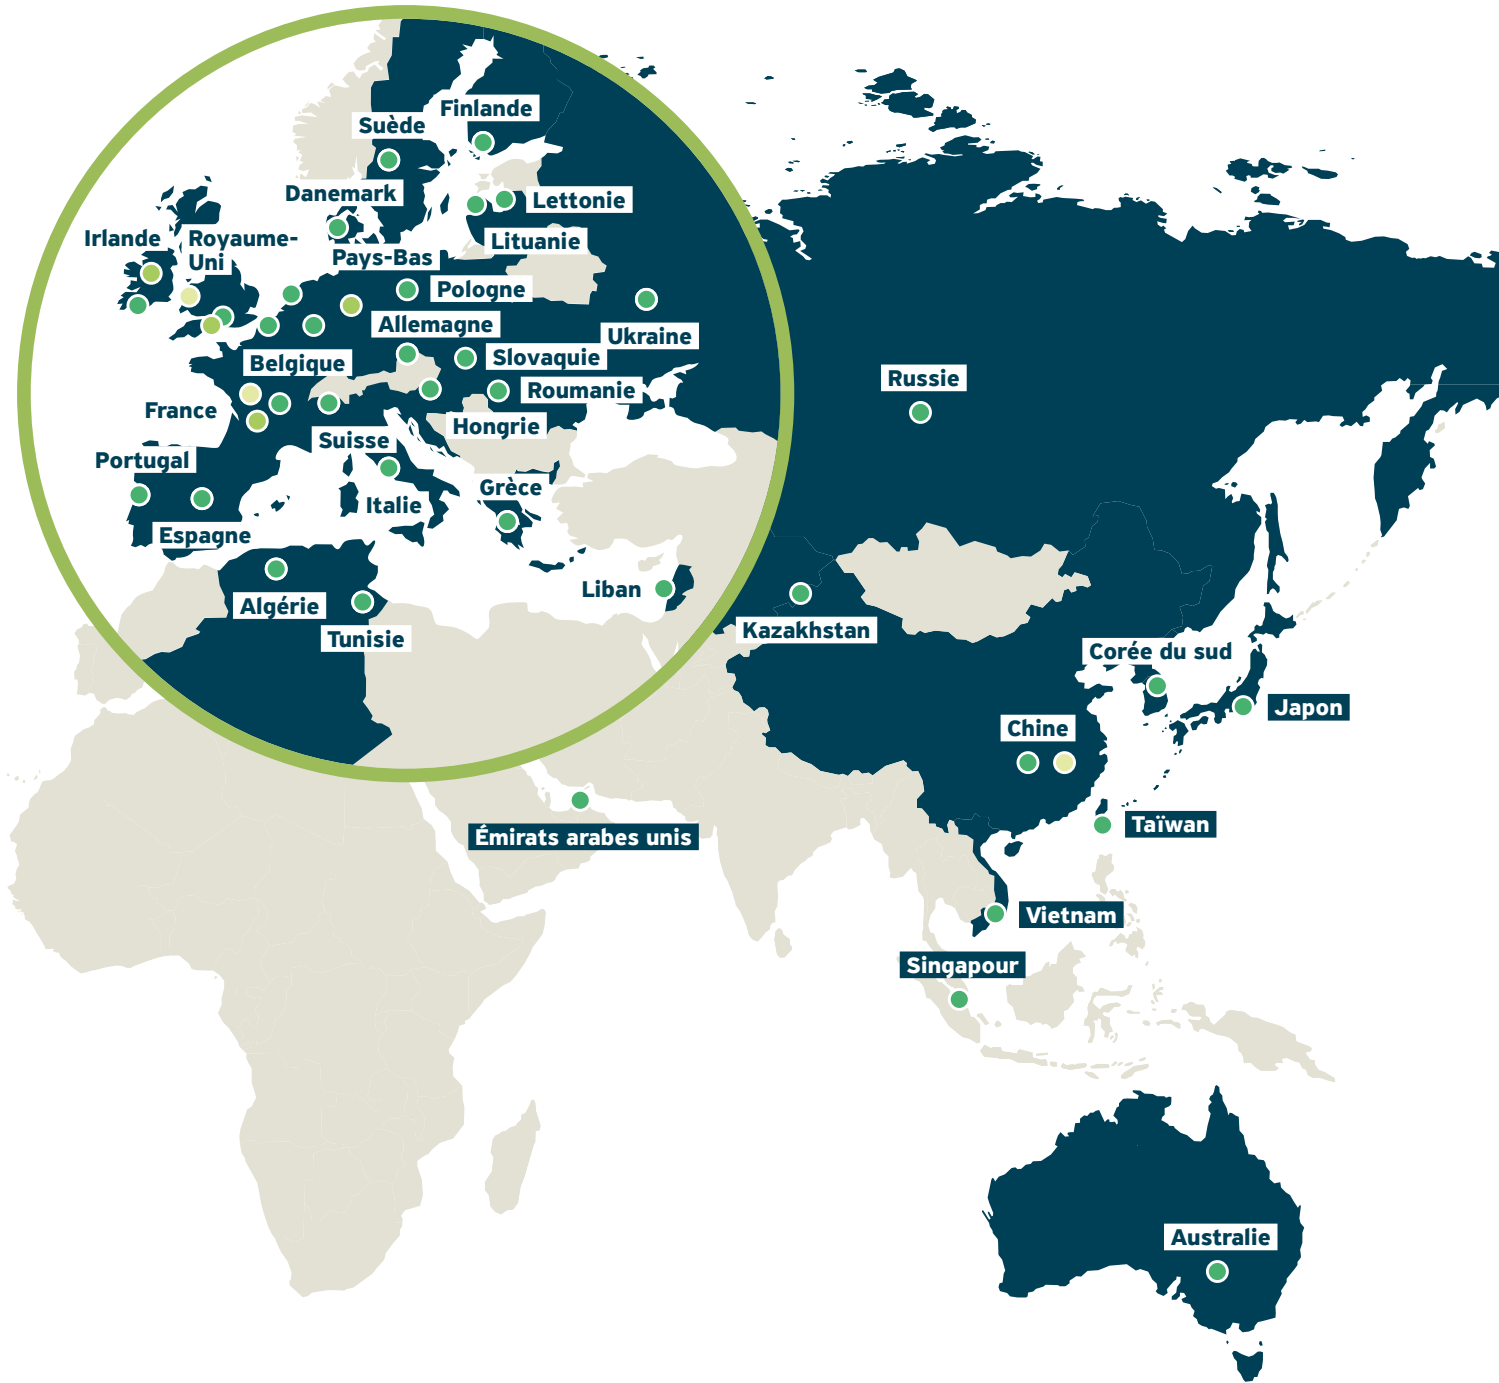 Finlande
Suède
Danemark
Lettonie
Irlande
Royaume-
Uni
Lituanie
Pays-Bas
Pologne
Allemagne
Ukraine
Belgique
Slovaquie
Roumanie
France
Hongrie
Suisse
Portugal
Grèce
Italie
Espagne
Liban
Algérie
Tunisie
Russie
Kazakhstan
Corée du sud
Japon
Chine
Taïwan
Émirats arabes unis
Vietnam
Singapour
Australie